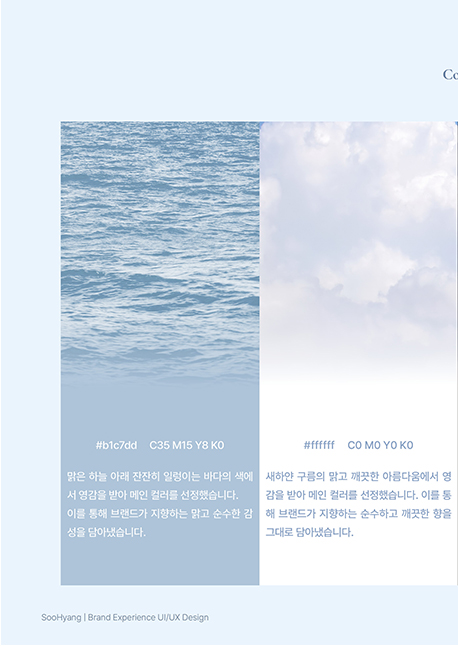 Co
#b1c7dd C35 M15 Y8 K0
맑은 하늘 아래 잔잔히 일렁이는 바다의 색에
서 영감을 받아 메인 컬러를 선정했습니다.
이를 통해 브랜드가 지향하는 맑고 순수한 감
성을 담아냈습니다.
#ffffff C0 M0 Y0 K0
새하얀 구름의 맑고 깨끗한 아름다움에서 영
감을 받아 메인 컬러를 선정했습니다. 이를 통
해 브랜드가 지향하는 순수하고 깨끗한 향을
그대로 담아냈습니다.
SooHyang | Brand Experience UI/UX Design